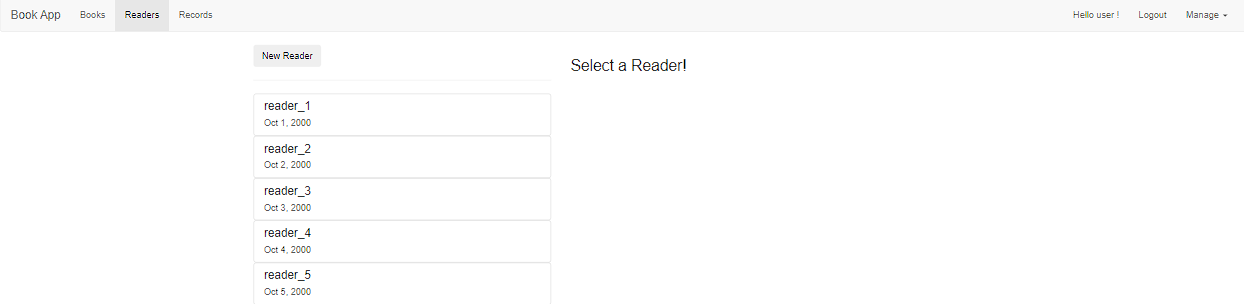 Book App Books Readers Records Hello user ! Logout Manage
New Reader
Select a Reader!
reader_1
Oct 1, 2000
reader_2
Oct 2, 2000
reader_3
Oct 3, 2000
reader_4
Oct 4, 2000
reader_5
Oct 5, 2000